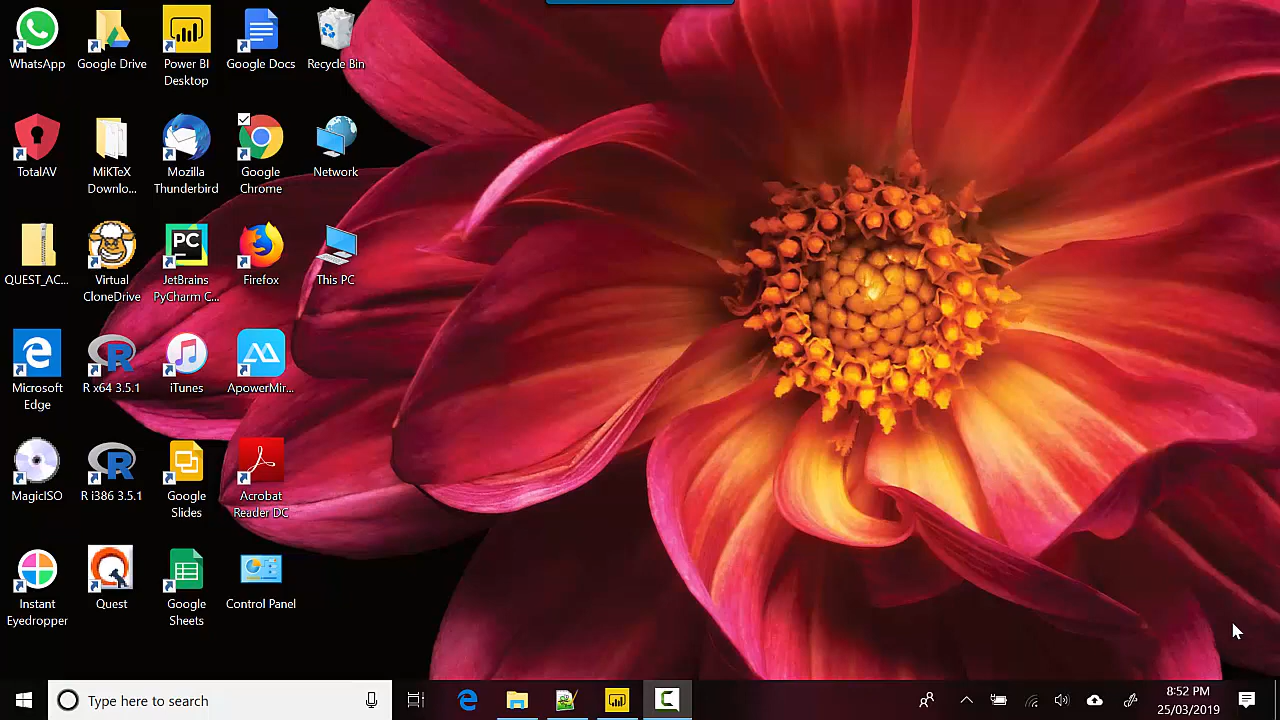 WhatsApp
Google Drive
Power BI
Desktop
Google Docs
Recycle Bin
TotalAV
MiKTeX
Downlo...
Mozilla
Thunderbird
Google
Chrome
Network
QUEST_AC...
Virtual
CloneDrive
PC
JetBrains
PyCharm C...
Firefox
This PC
Microsoft
Edge
R
R x64 3.5.1
iTunes
ApowerMir...
MagicISO
R
R i386 3.5.1
Google
Slides
Acrobat
Reader DC
Instant
Eyedropper
Quest
Google
Sheets
Control Panel
Type here to search
8:52 PM
25/03/2019